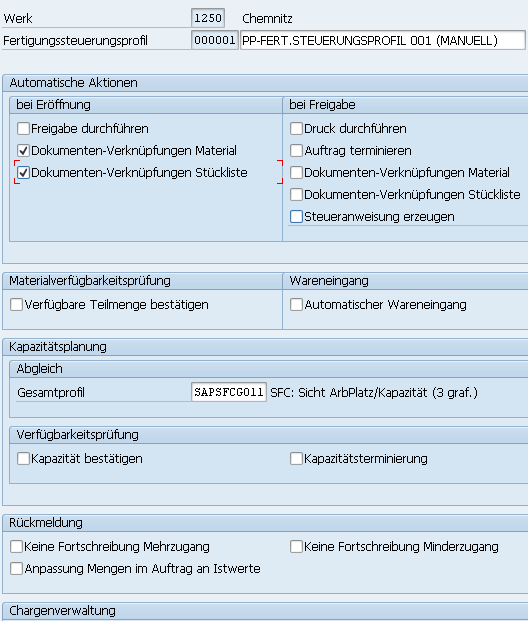 Werk 1250 Chemnitz
Fertigungssteuerungsprofil 000001 PP-FERT.STEUERUNGSPROFIL 001 (MANUELL)
Automatische Aktionen
bei Eröffnung
Freigabe durchführen
Dokumenten-Verknüpfungen Material
Dokumenten-Verknüpfungen Stückliste
bei Freigabe
Druck durchführen
Auftrag terminieren
Dokumenten-Verknüpfungen Material
Dokumenten-Verknüpfungen Stückliste
Steueranweisung erzeugen
Materialverfügbarkeitsprüfung
Verfügbare Teilmenge bestätigen
Wareneingang
Automatischer Wareneingang
Kapazitätsplanung
Abgleich
Gesamtprofil SAPSFCG011 SFC: Sicht ArbPlatz/Kapazität (3 graf.)
Verfügbarkeitsprüfung
Kapazität bestätigen Kapazitätsterminierung
Rückmeldung
Keine Fortschreibung Mehrzugang Keine Fortschreibung Minderzugang
Anpassung Mengen im Auftrag an Istwerte
Chargenverwaltung